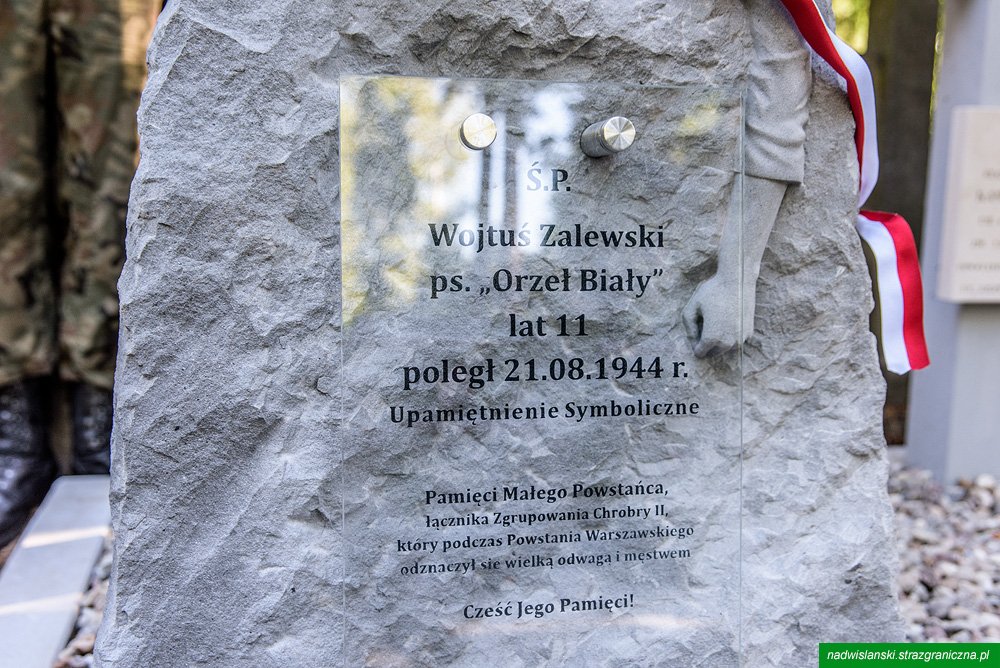 Ś.P.
Wojtuś Zalewski
ps. „Orzeł Biały”
lat 11
poległ 21.08.1944 r.
Upamiętnienie Symboliczne
Pamięci Małego Powstańca,
łącznika Zgrupowania Chrobry II,
który podczas Powstania Warszawskiego
odznaczył sie wielką odwaga i męstwem
Cześć Jego Pamięci!
nadwislanski.strazgraniczna.pl